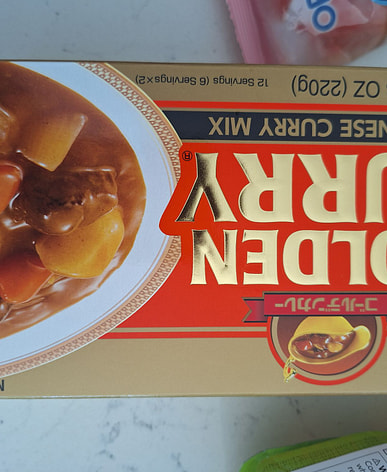 ゴールデンカレー
OLDEN
URRY®
NESE CURRY MIX
OZ (220g) 12 Servings (6 Servings×2)